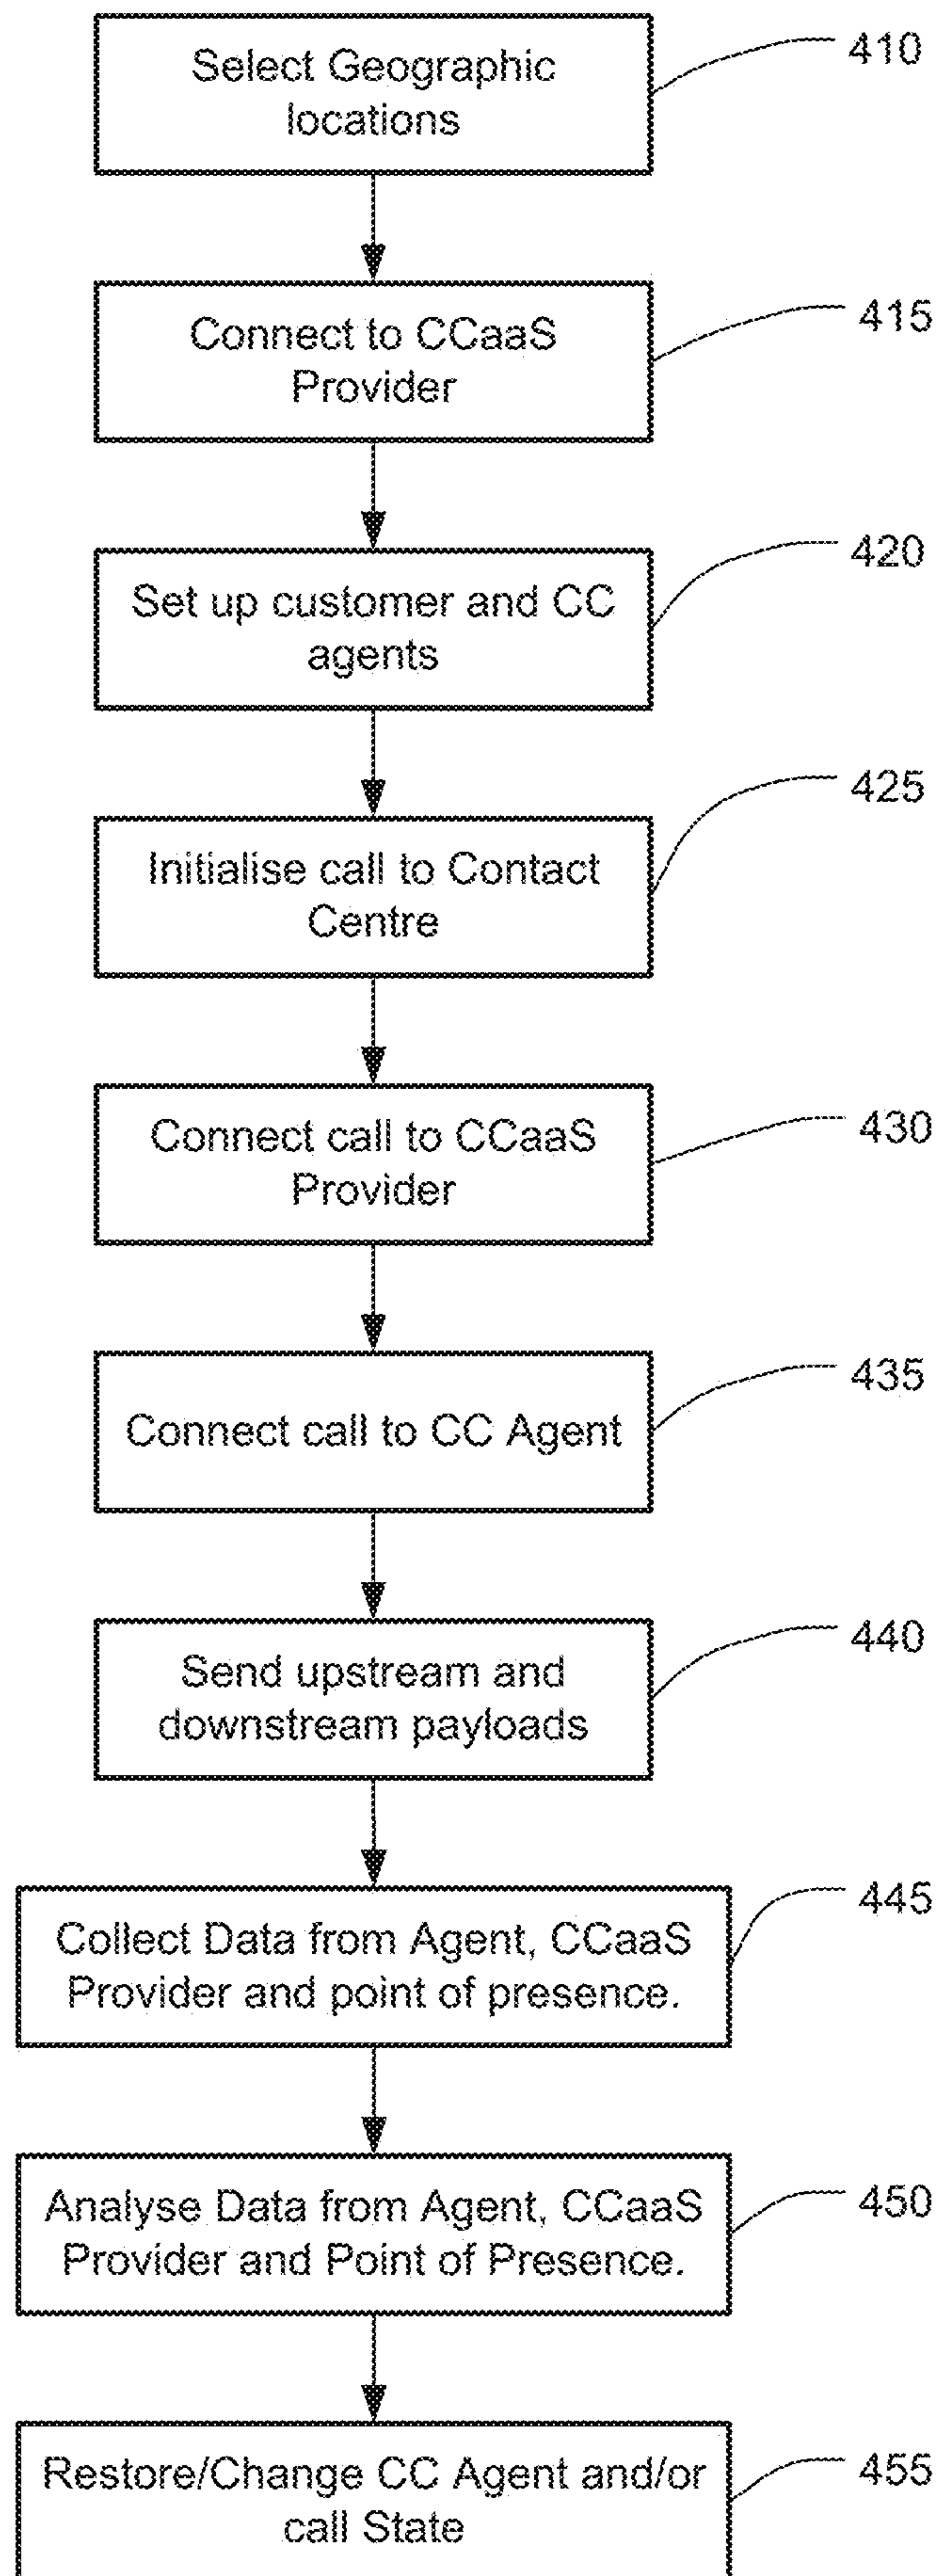 Select Geographic
locations
410
Connect to CCaaS
Provider
415
Set up customer and CC
agents
420
Initialise call to Contact
Centre
425
Connect call to CCaaS
Provider
430
Connect call to CC Agent
435
Send upstream and
downstream payloads
440
Collect Data from Agent, CCaaS
Provider and point of presence.
445
Analyse Data from Agent, CCaaS
Provider and Point of Presence.
450
Restore/Change CC Agent and/or
call State
455